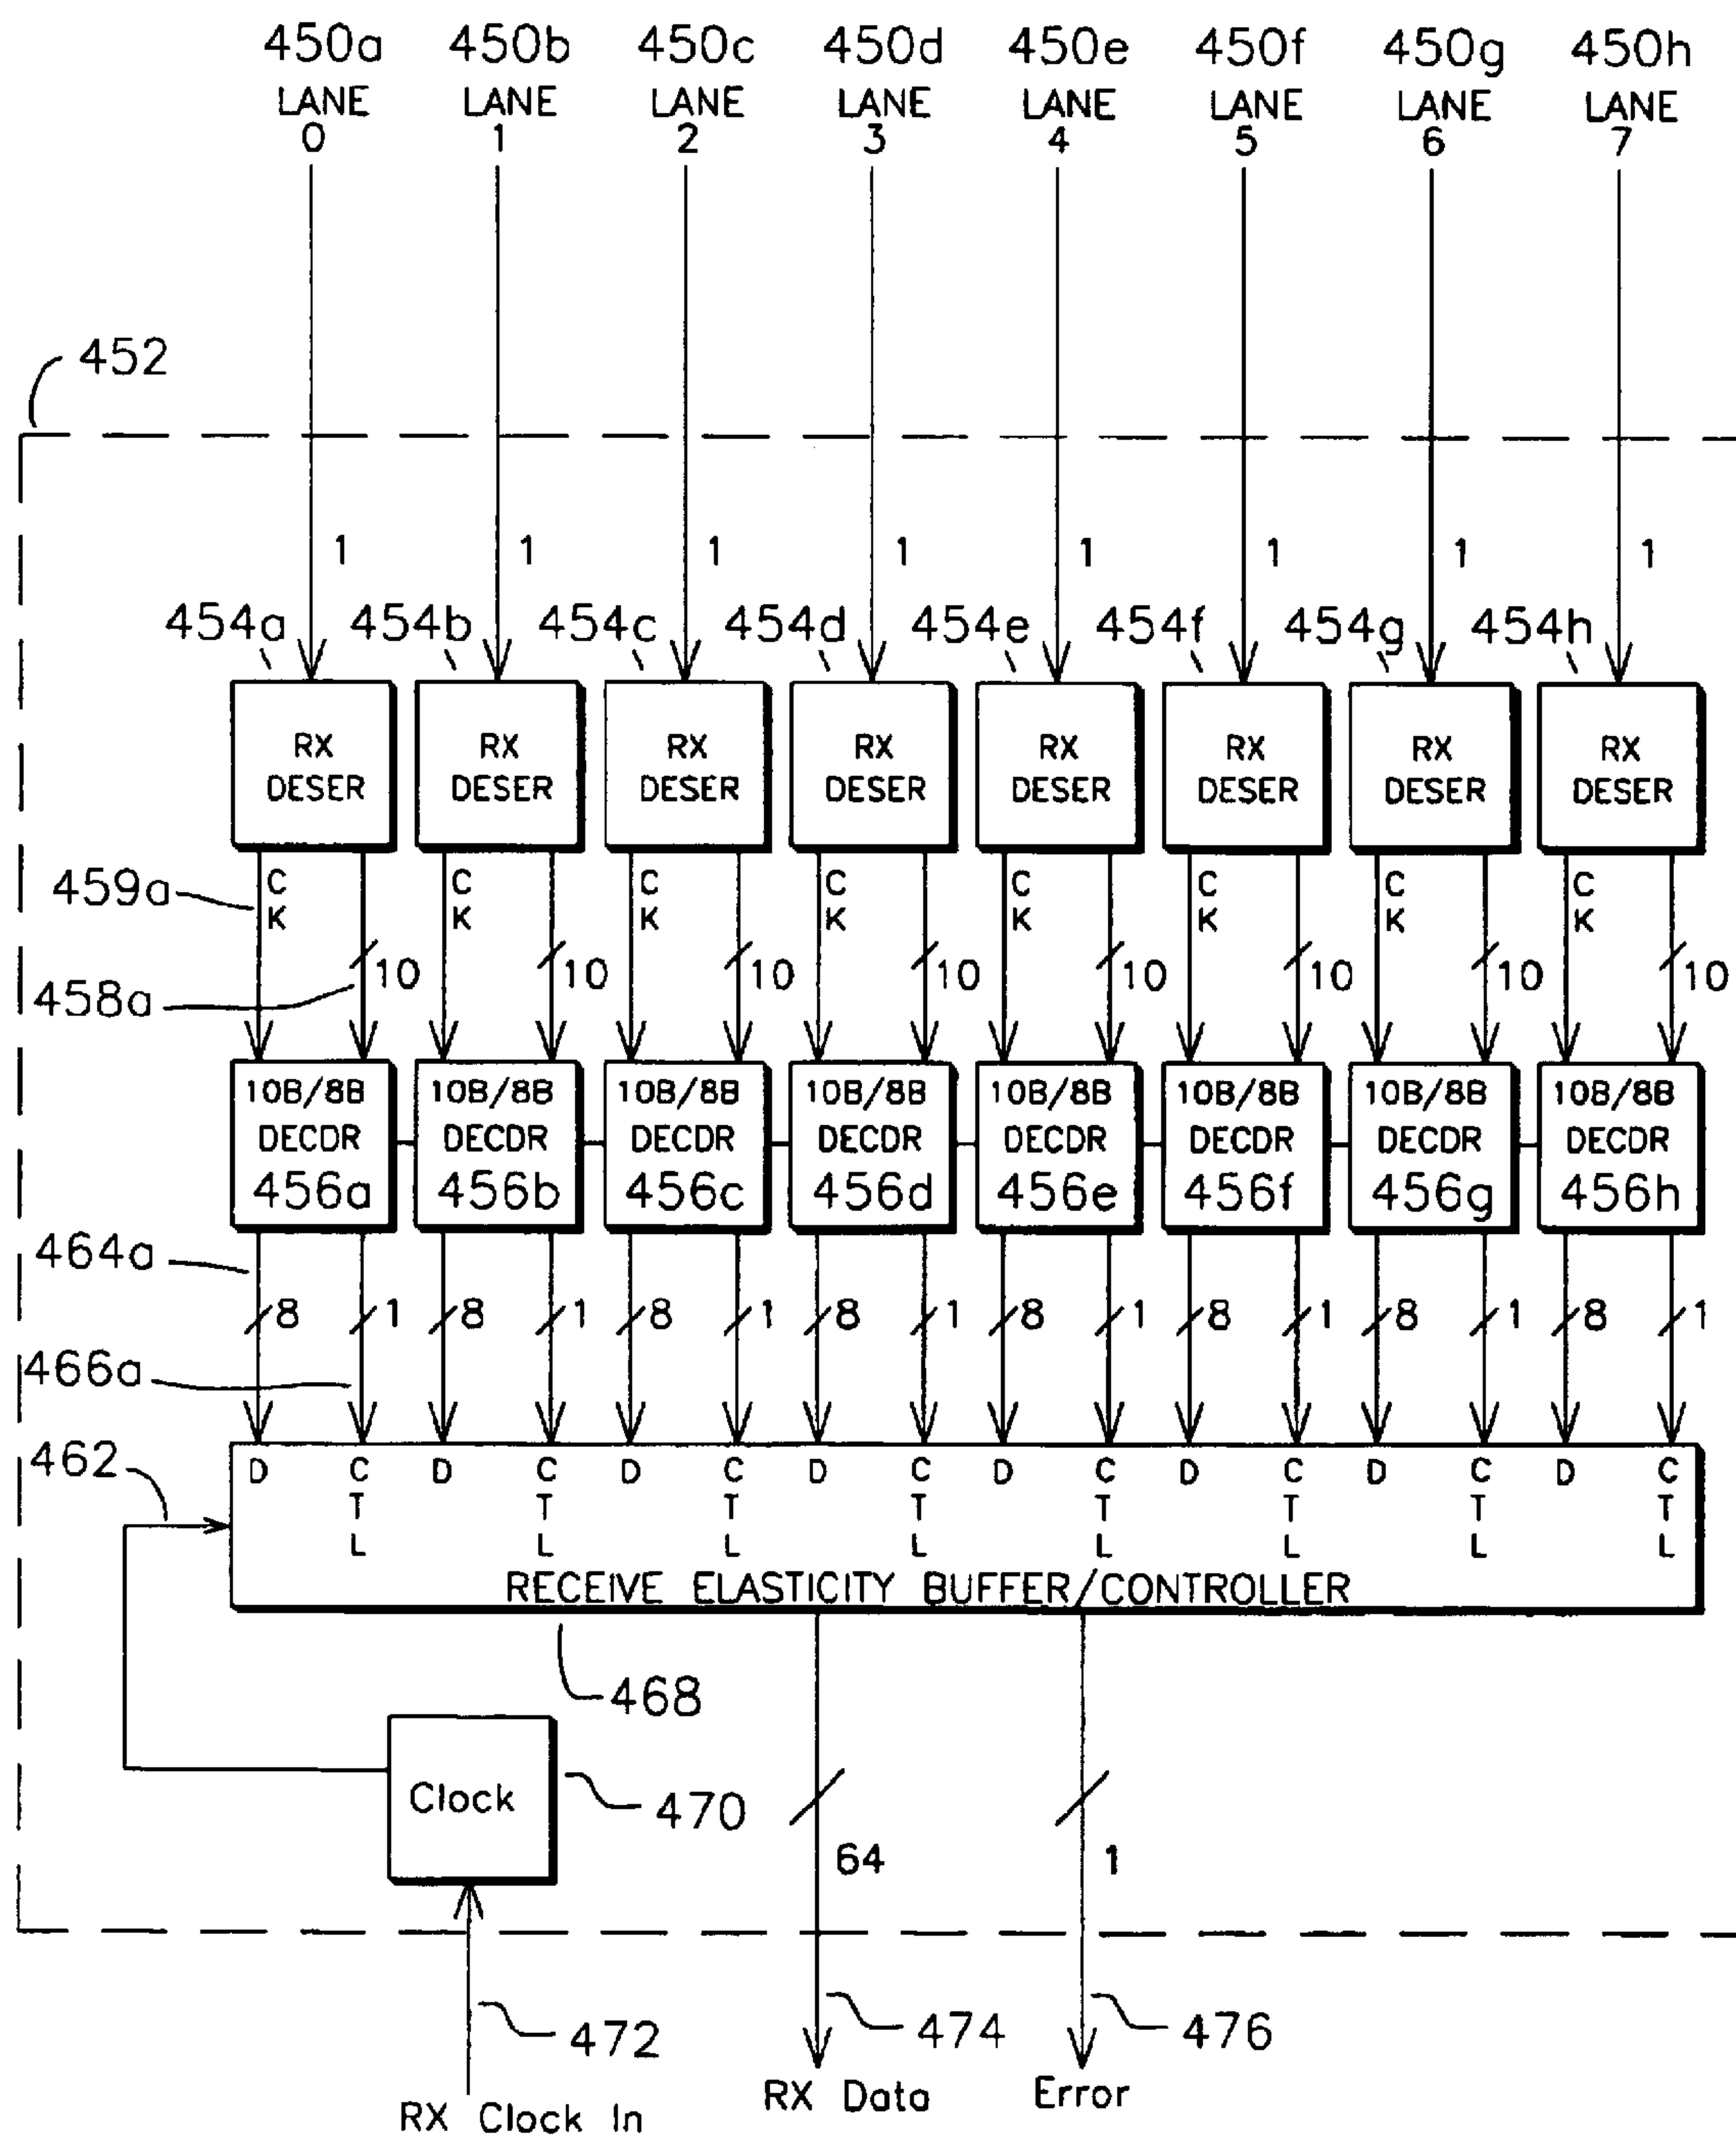 450a 450b 450c 450d 450e 450f 450g 450h
LANE LANE LANE LANE LANE LANE LANE LANE
0 1 2 3 4 5 6 7
452
1 1 1 1 1 1 1 1
454a 454b 454c 454d 454e 454f 454g 454h
RX RX RX RX RX RX RX RX
DESER DESER DESER DESER DESER DESER DESER DESER
459a C C C C C C C C
K K K K K K K K
10 10 10 10 10 10 10 10
458a
10B/8B 10B/8B 10B/8B 10B/8B 10B/8B 10B/8B 10B/8B 10B/8B
DECDR DECDR DECDR DECDR DECDR DECDR DECDR DECDR
456a 456b 456c 456d 456e 456f 456g 456h
464a
8 1 8 1 8 1 8 1 8 1 8 1 8 1 8 1
466a
462
D C D C D C D C D C D C D C D C
T T T T T T T T
L L L L L L L L
RECEIVE ELASTICITY BUFFER/CONTROLLER
468
Clock
470
64 1
472 474 476
RX Clock In RX Data Error